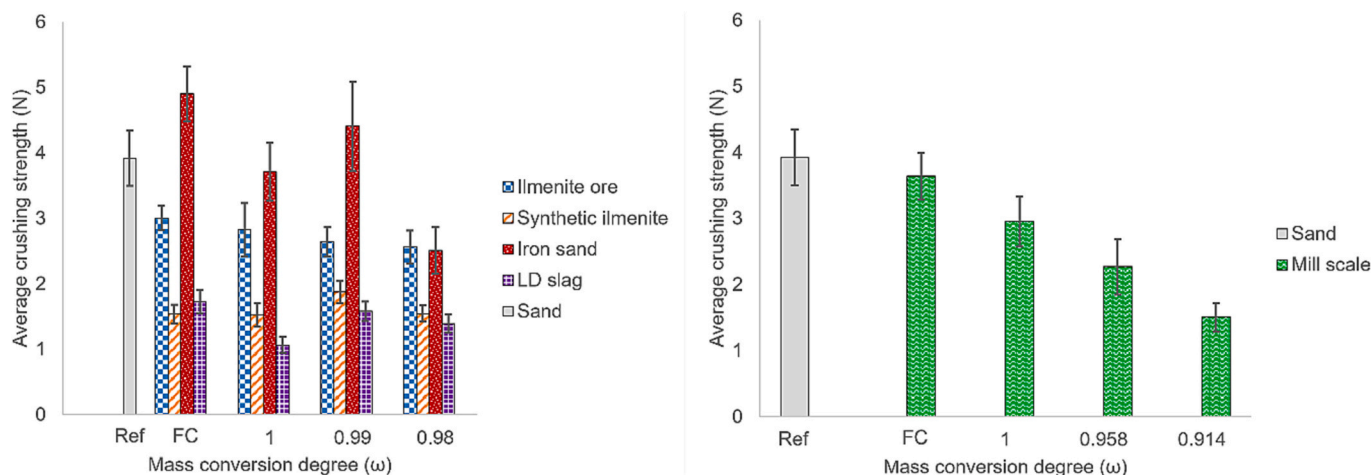 Average crushing strength (N)
6
5
4
3
2
1
0
Ref FC 1 0.99 0.98
Mass conversion degree (ω)
Ilmenite ore
Synthetic ilmenite
Iron sand
LD slag
Sand
Average crushing strength (N)
6
5
4
3
2
1
0
Ref FC 1 0.958 0.914
Mass conversion degree (ω)
Sand
Mill scale